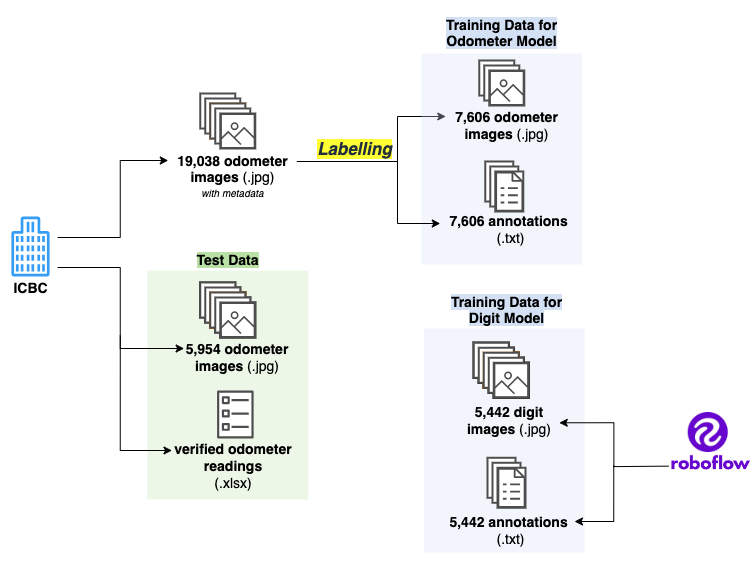 Training Data for
Odometer Model
7,606 odometer
images (.jpg)
7,606 annotations
(.txt)
19,038 odometer
images (.jpg)
with metadata
Labelling
ICBC
Test Data
5,954 odometer
images (.jpg)
verified odometer
readings
(.xlsx)
Training Data for
Digit Model
5,442 digit
images (.jpg)
5,442 annotations
(.txt)
roboflow